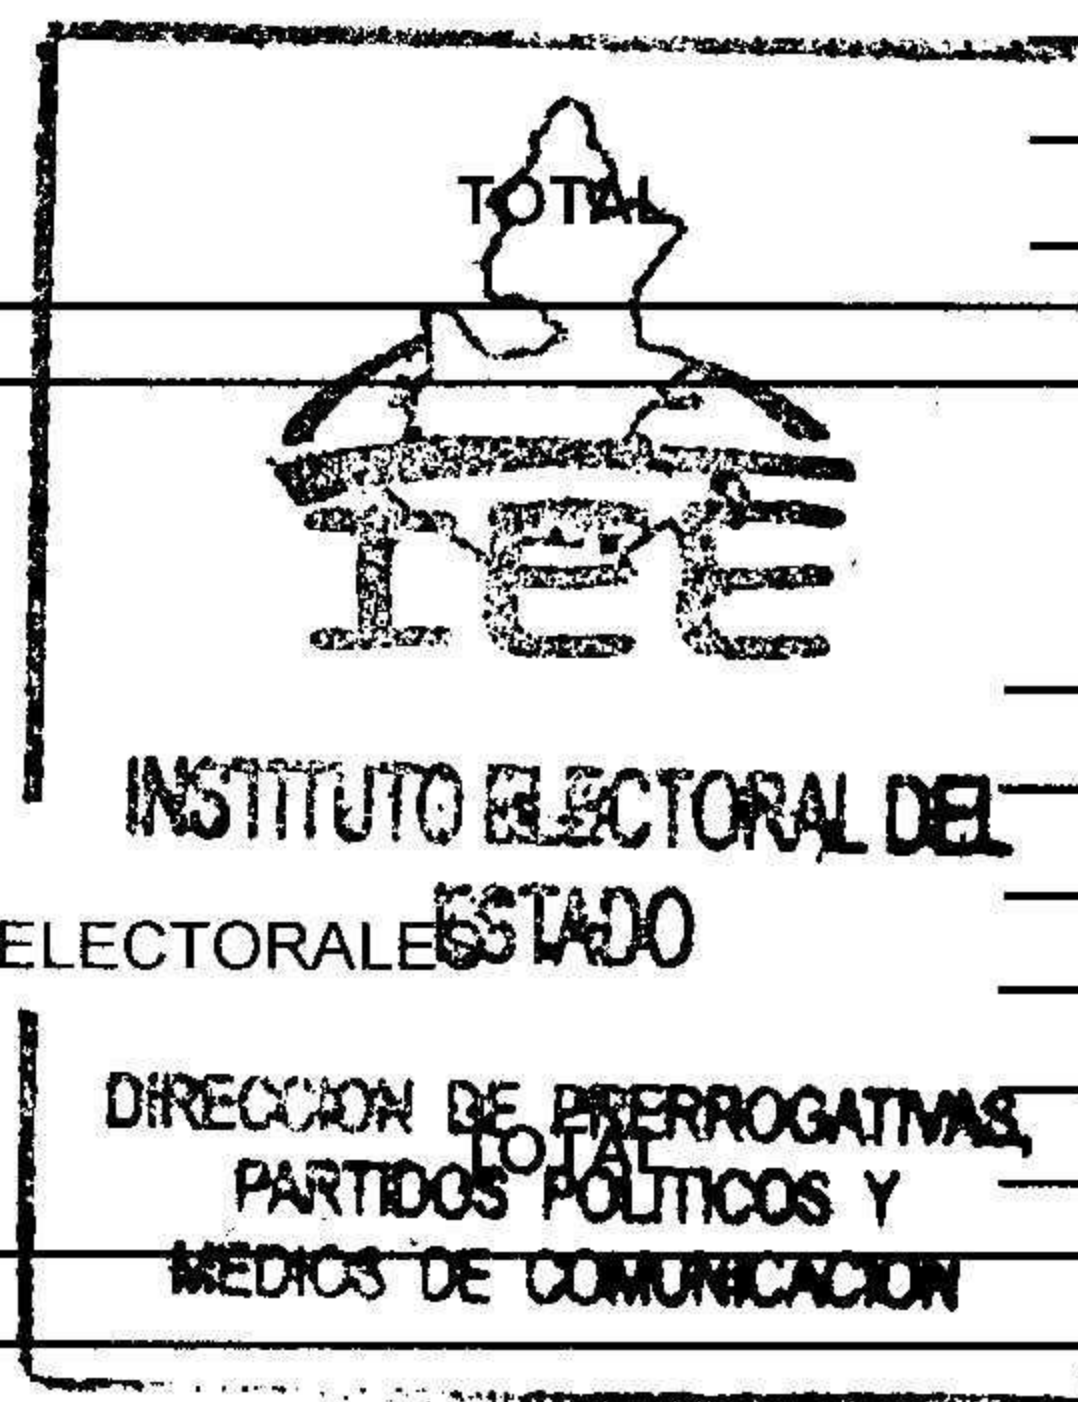 TOTAL
IEE
INSTITUTO ELECTORAL DEL
ESTADO
ELECTORALES
DIRECCION DE PRERROGATIVAS,
TOTAL
PARTIDOS POLITICOS Y
MEDIOS DE COMUNICACION